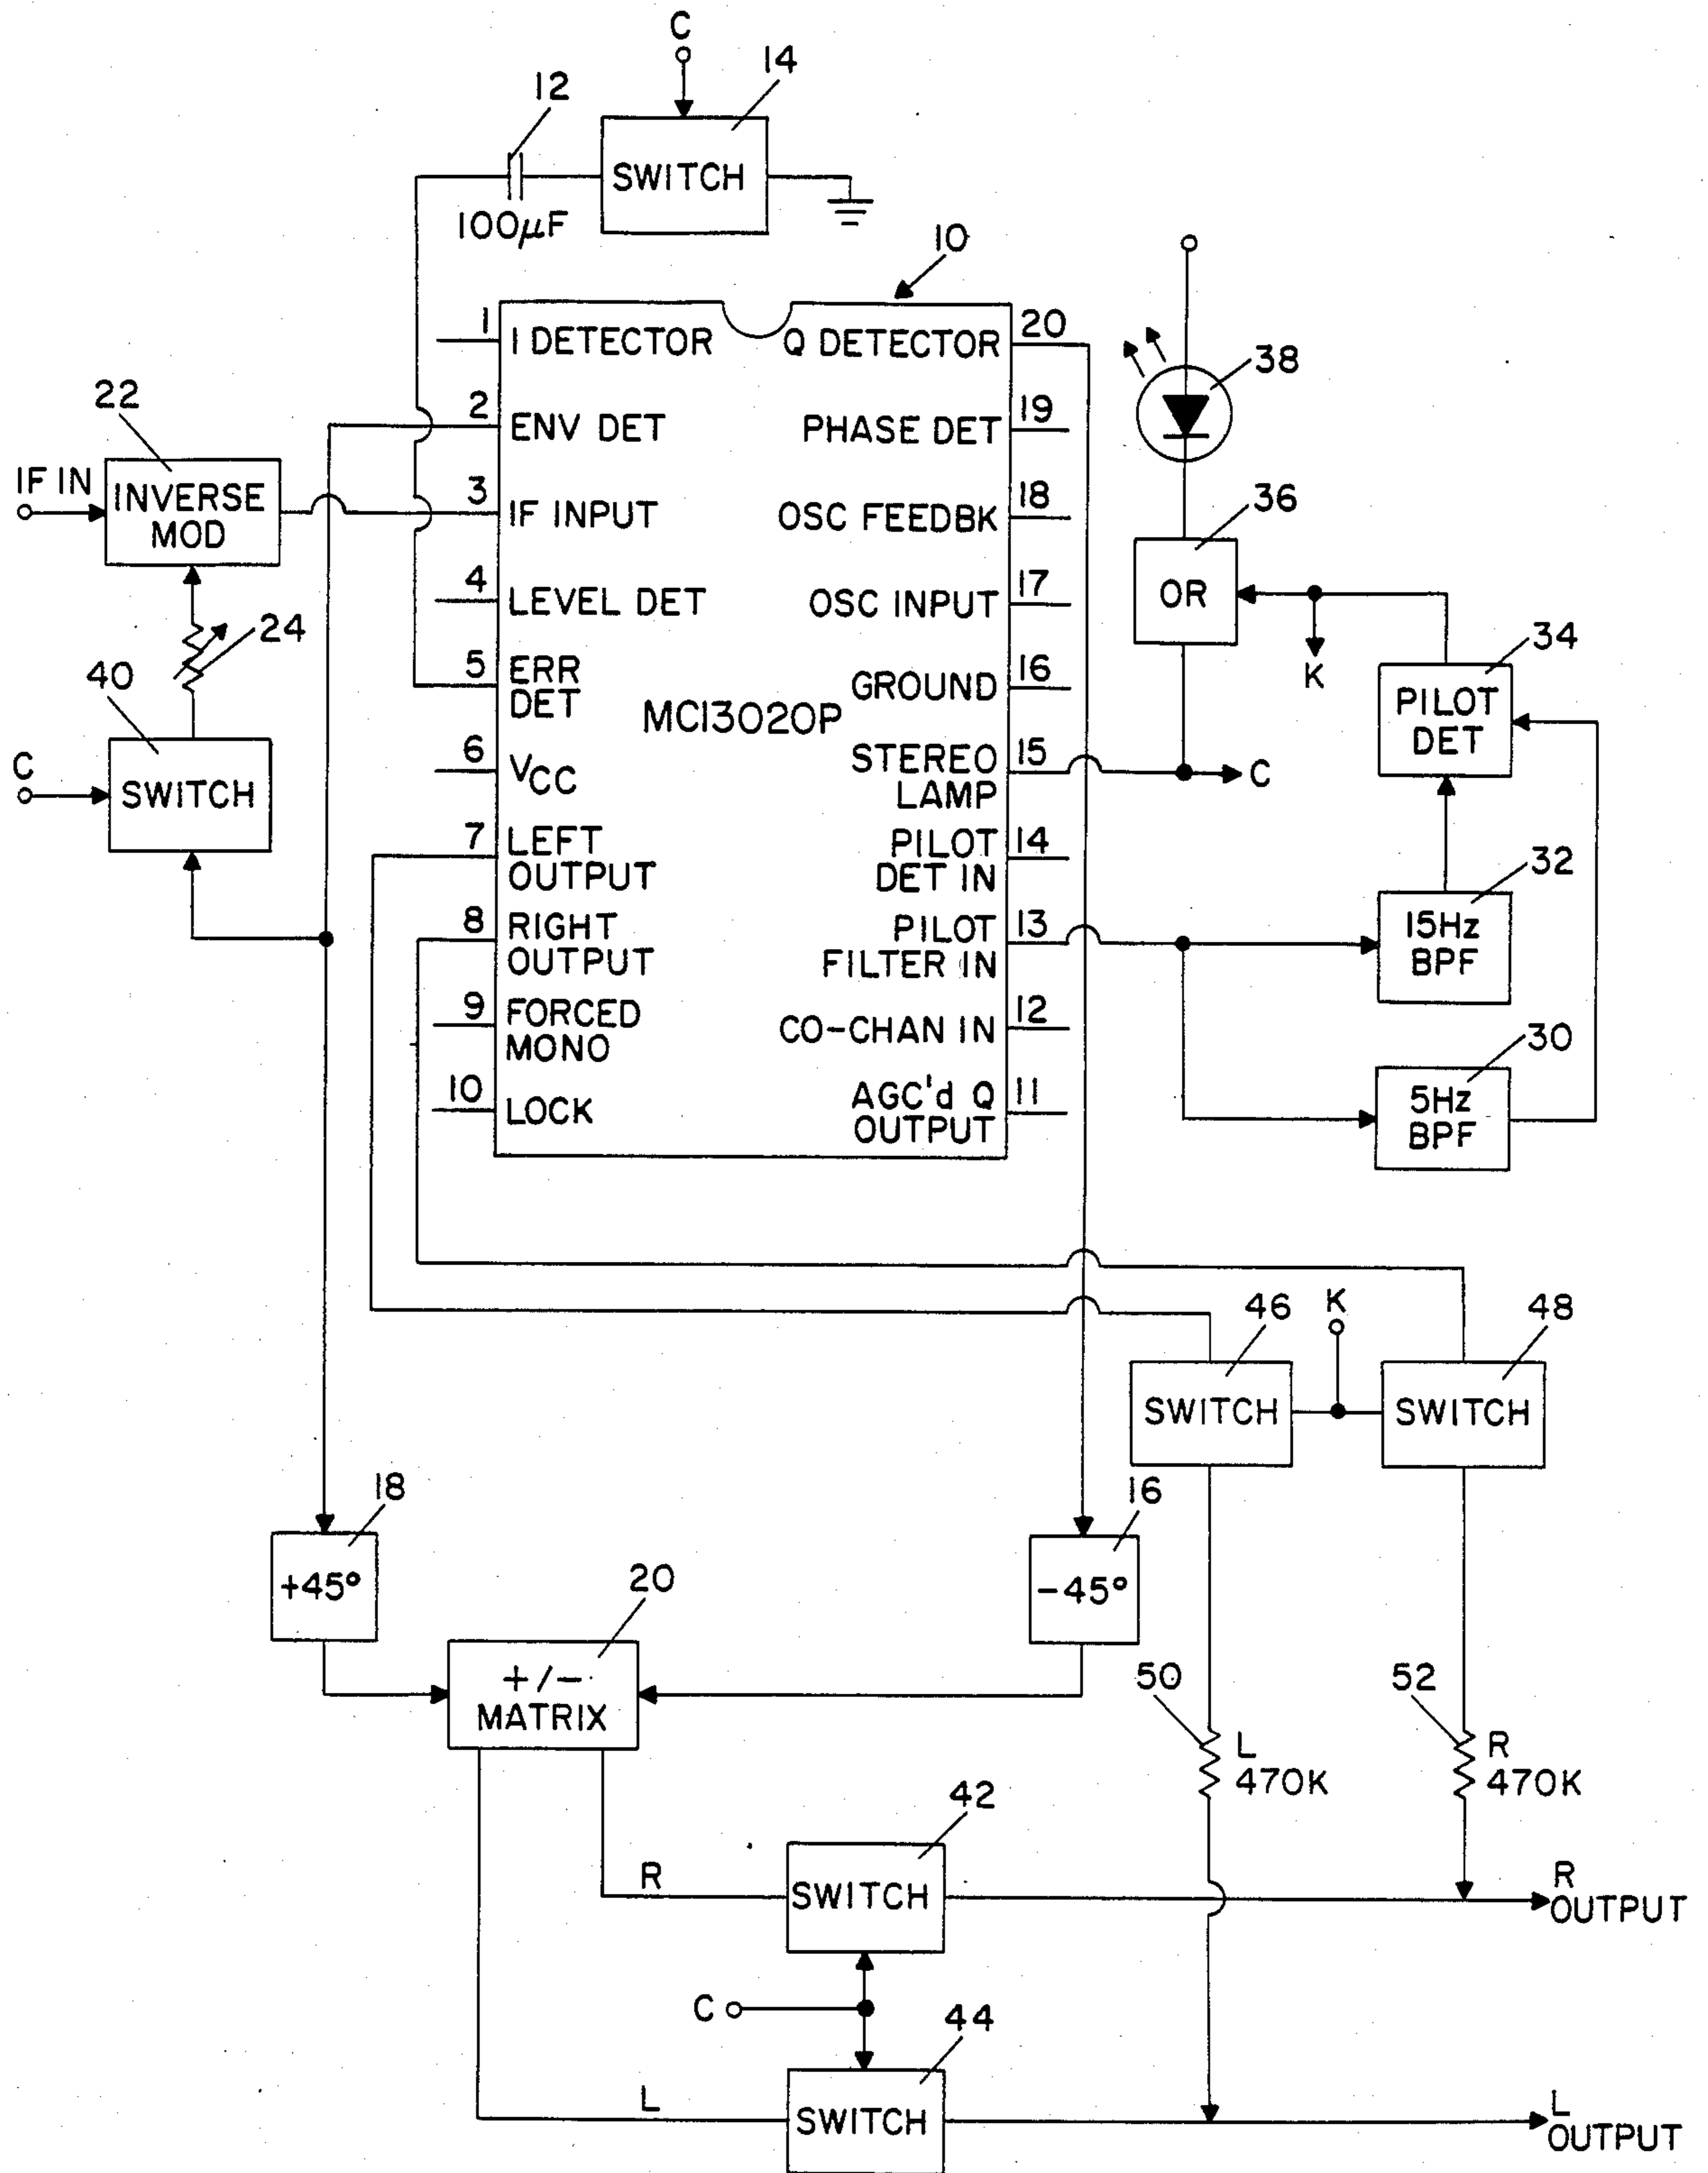 C
14
12
SWITCH
100μF
10
1
I DETECTOR
Q DETECTOR
20
38
22
2
ENV DET
PHASE DET
19
IF IN
INVERSE
MOD
3
IF INPUT
OSC FEEDBK
18
36
4
LEVEL DET
OSC INPUT
17
OR
24
34
K
40
5
ERR
DET
GROUND
16
PILOT
DET
MC13020P
C
SWITCH
6
VCC
STEREO
LAMP
15
C
7
LEFT
OUTPUT
PILOT
DET IN
14
32
8
RIGHT
OUTPUT
PILOT
FILTER IN
13
15Hz
BPF
9
FORCED
MONO
CO-CHAN IN
12
30
10
LOCK
AGC'd Q
OUTPUT
11
5Hz
BPF
46
K
48
SWITCH
SWITCH
18
16
+45°
20
-45°
+/-
MATRIX
50
52
L
470K
R
470K
42
R
SWITCH
R
OUTPUT
C
44
L
SWITCH
L
OUTPUT